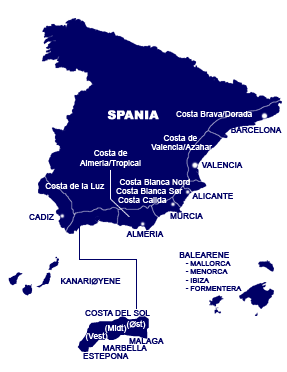 SPANIA
Costa Brava/Dorada
BARCELONA
Costa de
Valencia/Azahar
Costa de
Almeria/Tropical
VALENCIA
Costa de la Luz
Costa Blanca Nord
Costa Blanca Sør
Costa Calida
ALICANTE
MURCIA
CADIZ
ALMERIA
BALEARENE
- MALLORCA
- MENORCA
- IBIZA
- FORMENTERA
KANARIØYENE
COSTA DEL SOL
(Øst)
(Midt)
(Vest)
MALAGA
MARBELLA
ESTEPONA